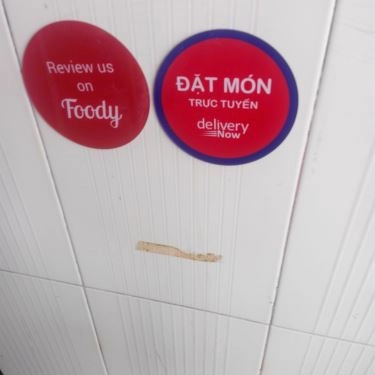 Review us
on
Foody
ĐẶT MÓN
TRỰC TUYẾN
delivery
Now